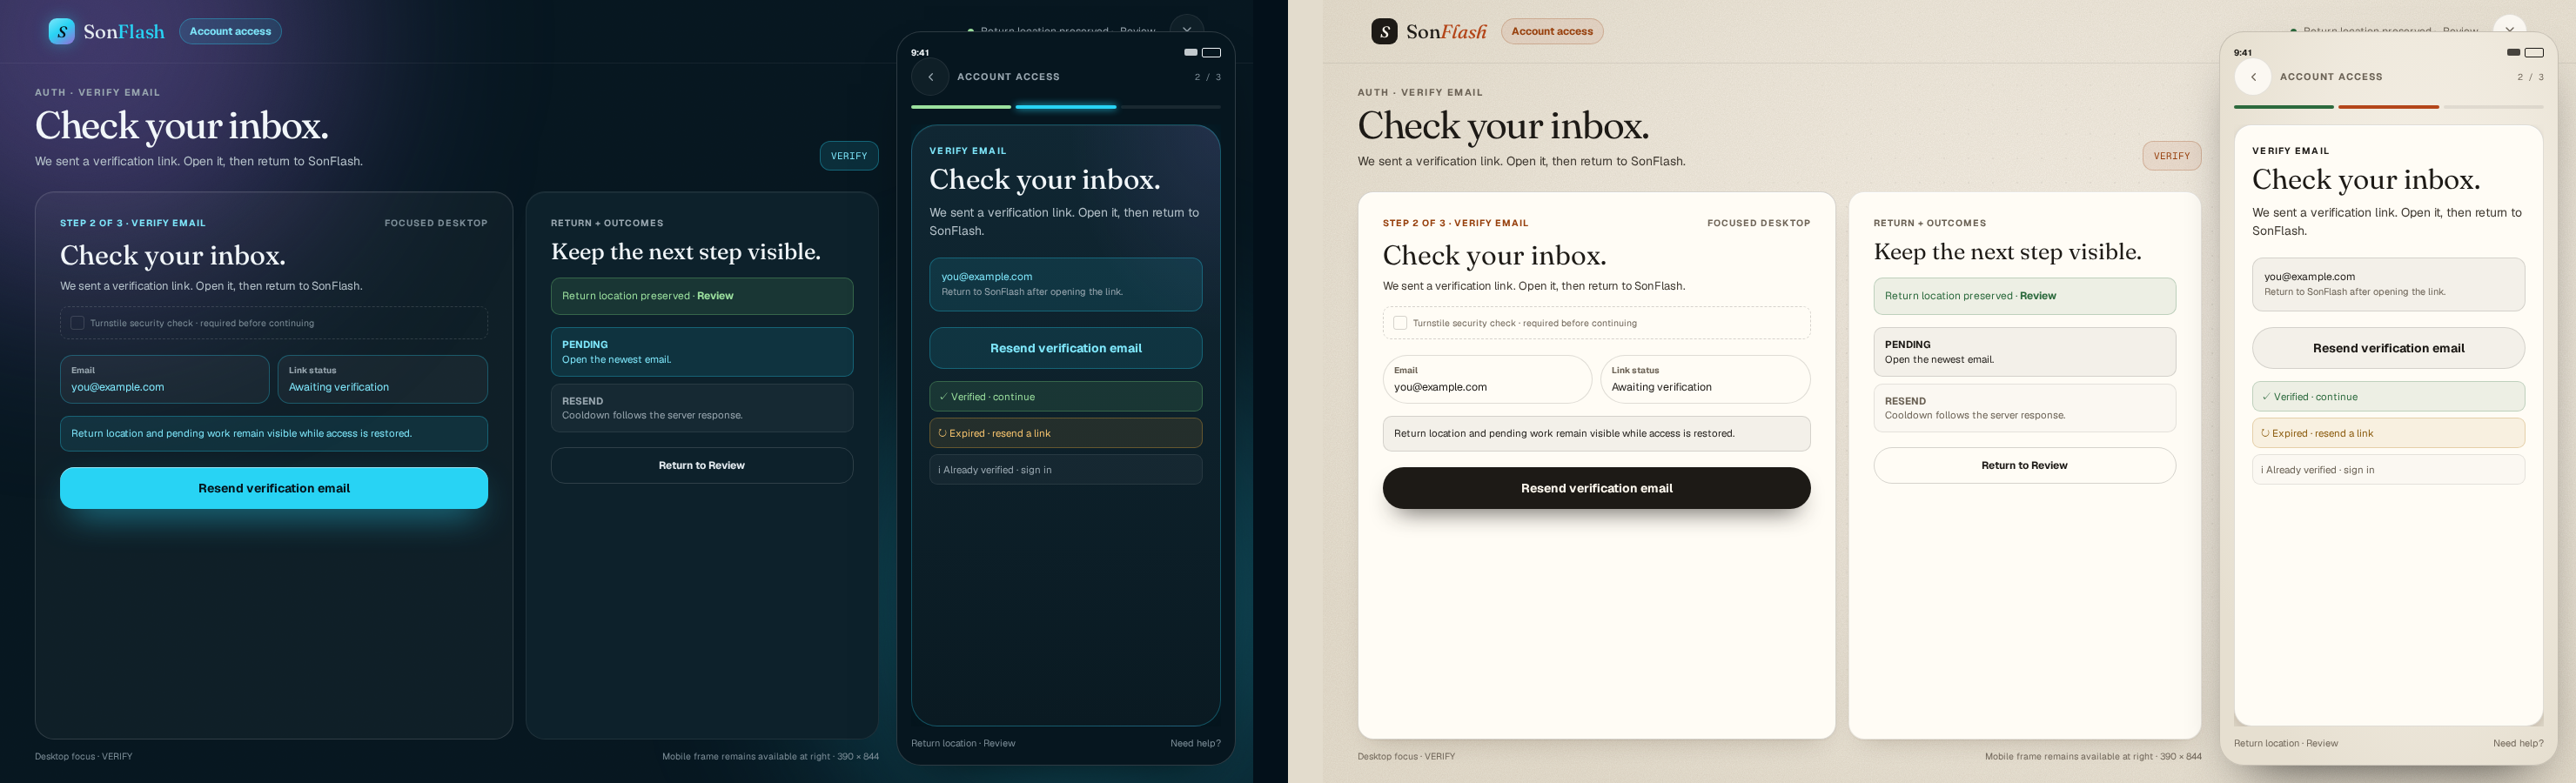 S SonFlash Account access
Return location preserved · Review
AUTH · VERIFY EMAIL
Check your inbox.
We sent a verification link. Open it, then return to SonFlash.
VERIFY
STEP 2 OF 3 · VERIFY EMAIL
FOCUSED DESKTOP
Check your inbox.
We sent a verification link. Open it, then return to SonFlash.
Turnstile security check · required before continuing
Email
you@example.com
Link status
Awaiting verification
Return location and pending work remain visible while access is restored.
Resend verification email
RETURN + OUTCOMES
Keep the next step visible.
Return location preserved · Review
PENDING
Open the newest email.
RESEND
Cooldown follows the server response.
Return to Review
Desktop focus · VERIFY
Mobile frame remains available at right · 390 × 844
9:41
ACCOUNT ACCESS
2 / 3
VERIFY EMAIL
Check your inbox.
We sent a verification link. Open it, then return to
SonFlash.
you@example.com
Return to SonFlash after opening the link.
Resend verification email
✓ Verified · continue
↻ Expired · resend a link
i Already verified · sign in
Return location · Review
Need help?
S SonFlash Account access
Return location preserved · Review
AUTH · VERIFY EMAIL
Check your inbox.
We sent a verification link. Open it, then return to SonFlash.
VERIFY
STEP 2 OF 3 · VERIFY EMAIL
FOCUSED DESKTOP
Check your inbox.
We sent a verification link. Open it, then return to SonFlash.
Turnstile security check · required before continuing
Email
you@example.com
Link status
Awaiting verification
Return location and pending work remain visible while access is restored.
Resend verification email
RETURN + OUTCOMES
Keep the next step visible.
Return location preserved · Review
PENDING
Open the newest email.
RESEND
Cooldown follows the server response.
Return to Review
Desktop focus · VERIFY
Mobile frame remains available at right · 390 × 844
9:41
ACCOUNT ACCESS
2 / 3
VERIFY EMAIL
Check your inbox.
We sent a verification link. Open it, then return to
SonFlash.
you@example.com
Return to SonFlash after opening the link.
Resend verification email
✓ Verified · continue
↻ Expired · resend a link
i Already verified · sign in
Return location · Review
Need help?